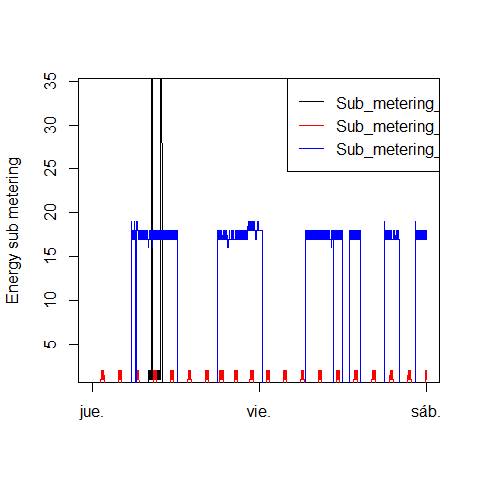 35
30
25
20
15
10
5
Energy sub metering
Sub_metering_
Sub_metering_
Sub_metering_
jue. vie. sáb.